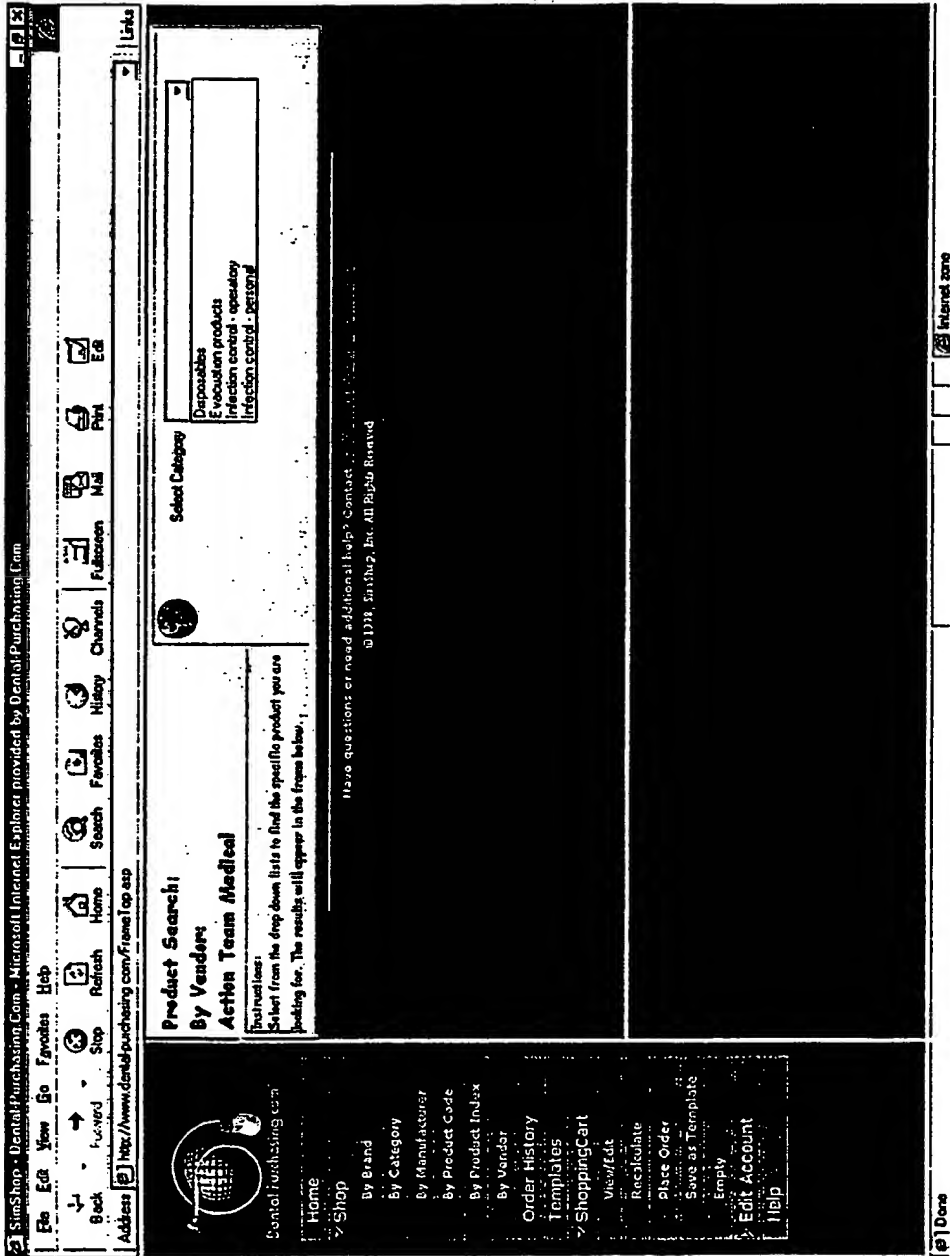 SimShop - Dental-Purchasing.Com - Microsoft Internet Explorer provided by Dental-Purchasing.Com
File Edit View Go Favorites Help
Back Forward Stop Refresh Home Search Favorites History Channels Fullscreen Mail Print Edit
Address http://www.dental-purchasing.com/FrameTop.asp Links
DentalPurchasing.com
Home
Shop
By Brand
By Category
By Manufacturer
By Product Code
By Product Index
By Vendor
Order History
Templates
ShoppingCart
View/Edit
Recalculate
Place Order
Save as Template
Empty
Edit Account
Help
Product Search:
By Vendor:
Action Team Medical
Instructions:
Select from the drop down lists to find the specific product you are
looking for. The results will appear in the frame below.
Select Category
Disposables
Evacuation products
Infection control - operatory
Infection control - personal
Have questions or need additional help? Contact
© 1998, SimShop, Inc. All Rights Reserved
Done Internet zone